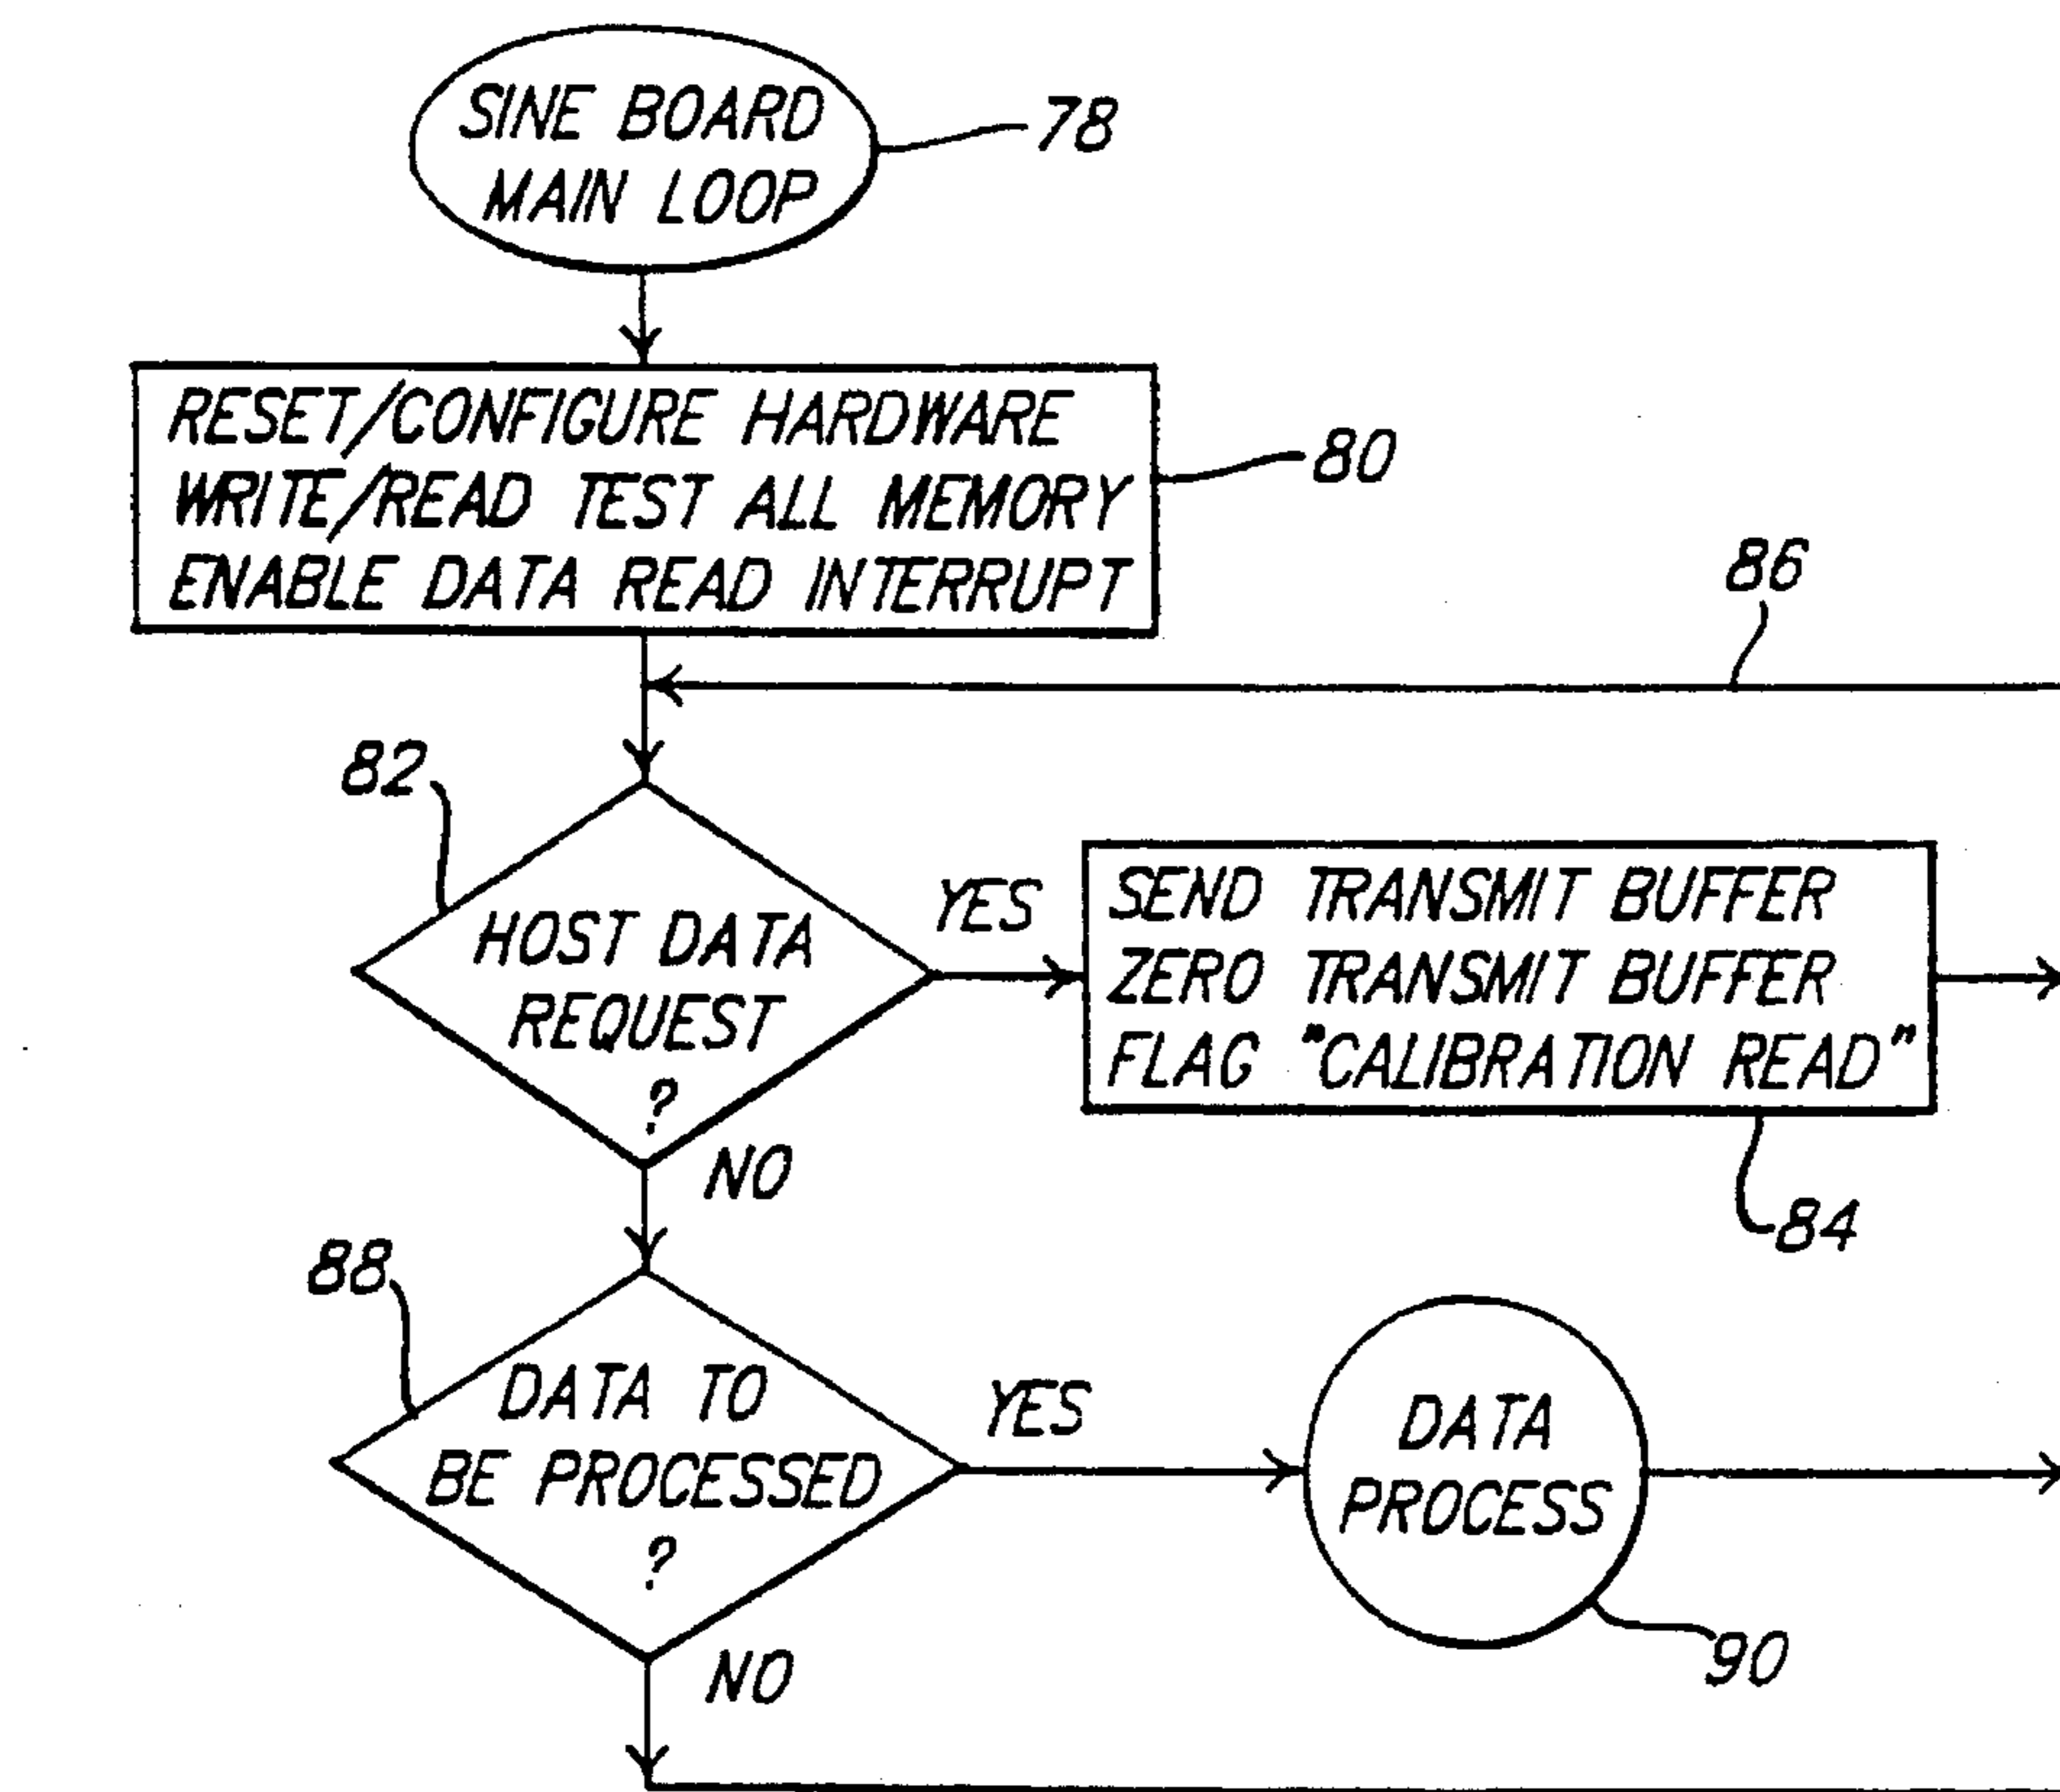 SINE BOARD
MAIN LOOP
78
RESET/CONFIGURE HARDWARE
WRITE/READ TEST ALL MEMORY
ENABLE DATA READ INTERRUPT
80
86
82
HOST DATA
REQUEST
?
YES
SEND TRANSMIT BUFFER
ZERO TRANSMIT BUFFER
FLAG "CALIBRATION READ"
84
NO
88
DATA TO
BE PROCESSED
?
YES
DATA
PROCESS
90
NO